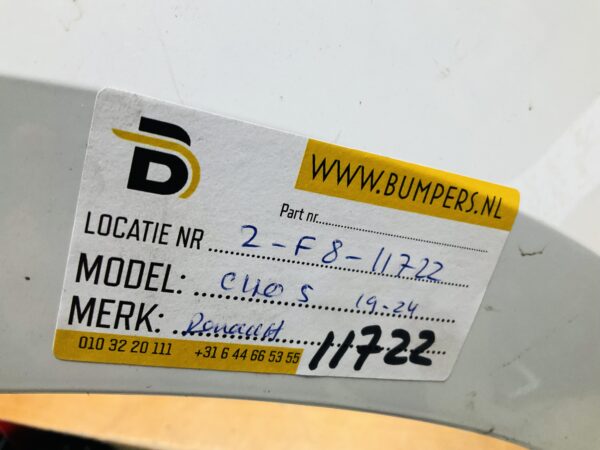 WWW.BUMPERS.NL
Part nr.
LOCATIE NR 2-F8-11722
MODEL: CLIO 5 19-24
MERK: Renault
010 32 20 111 +31 6 44 66 53 55 11722